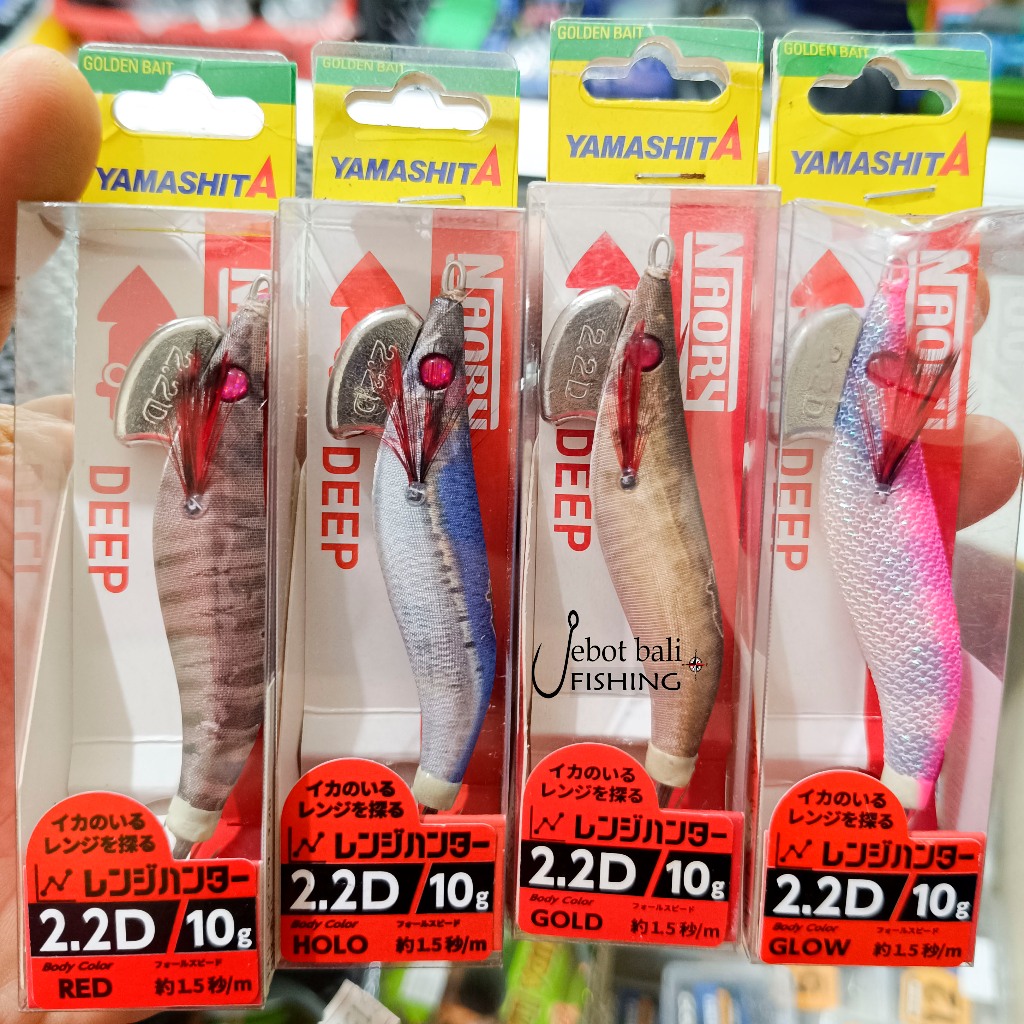 GOLDEN BAIT
YAMASHITA
DEEP
2.2D
イカのいる
レンジを探る
レンジハンター
2.2D/10g
Body Color
フォールスピード
RED
約1.5秒/m
GOLDEN BAIT
YAMASHITA
NAORY
DEEP
2.2D
イカのいる
レンジを探る
レンジハンター
2.2D/10g
Body Color
フォールスピード
HOLO
約1.5秒/m
GOLDEN BAIT
YAMASHITA
NAORY
DEEP
2.2D
イカのいる
レンジを探る
レンジハンター
2.2D/10g
Body Color
フォールスピード
GOLD
約1.5秒/m
GOLDEN BAIT
YAMASHITA
NAORY
DEEP
イカのいる
レンジを探る
レンジハンター
2.2D/10g
Body Color
フォールスピード
GLOW
約1.5秒/m
Jebot bali
FISHING